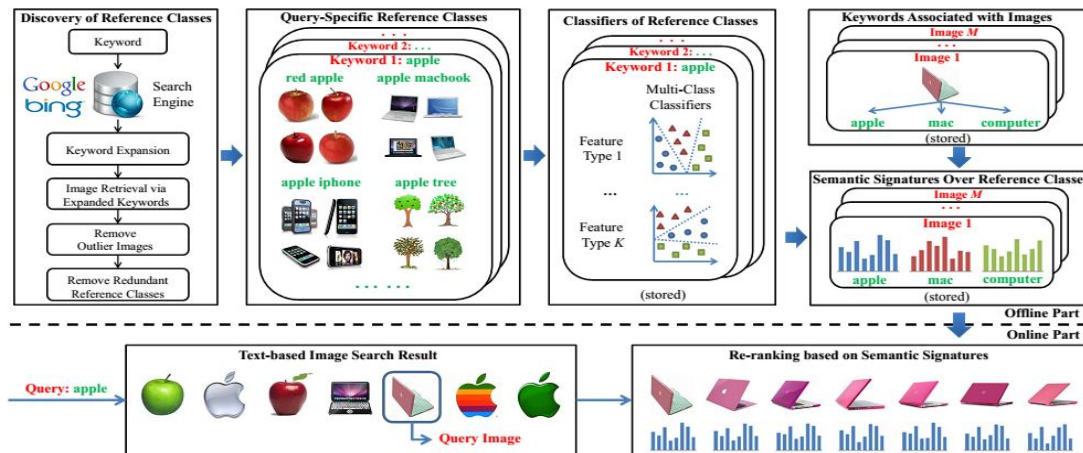 Discovery of Reference Classes
Keyword
Google
bing
Search
Engine
Keyword Expansion
Image Retrieval via
Expanded Keywords
Remove
Outlier Images
Remove Redundant
Reference Classes
Query-Specific Reference Classes
. . .
Keyword 2: . . .
Keyword 1: apple
red apple
apple macbook
apple iphone
apple tree
... ...
Classifiers of Reference Classes
. . .
Keyword 2: . . .
Keyword 1: apple
Multi-Class
Classifiers
Feature
Type 1
...
...
Feature
Type K
(stored)
Keywords Associated with Images
Image M
. . .
Image 1
apple
mac
computer
(stored)
Semantic Signatures Over Reference Classe
Image M
. . .
Image 1
apple
mac
computer
(stored)
Offline Part
Online Part
Query: apple
Text-based Image Search Result
Query Image
Re-ranking based on Semantic Signatures